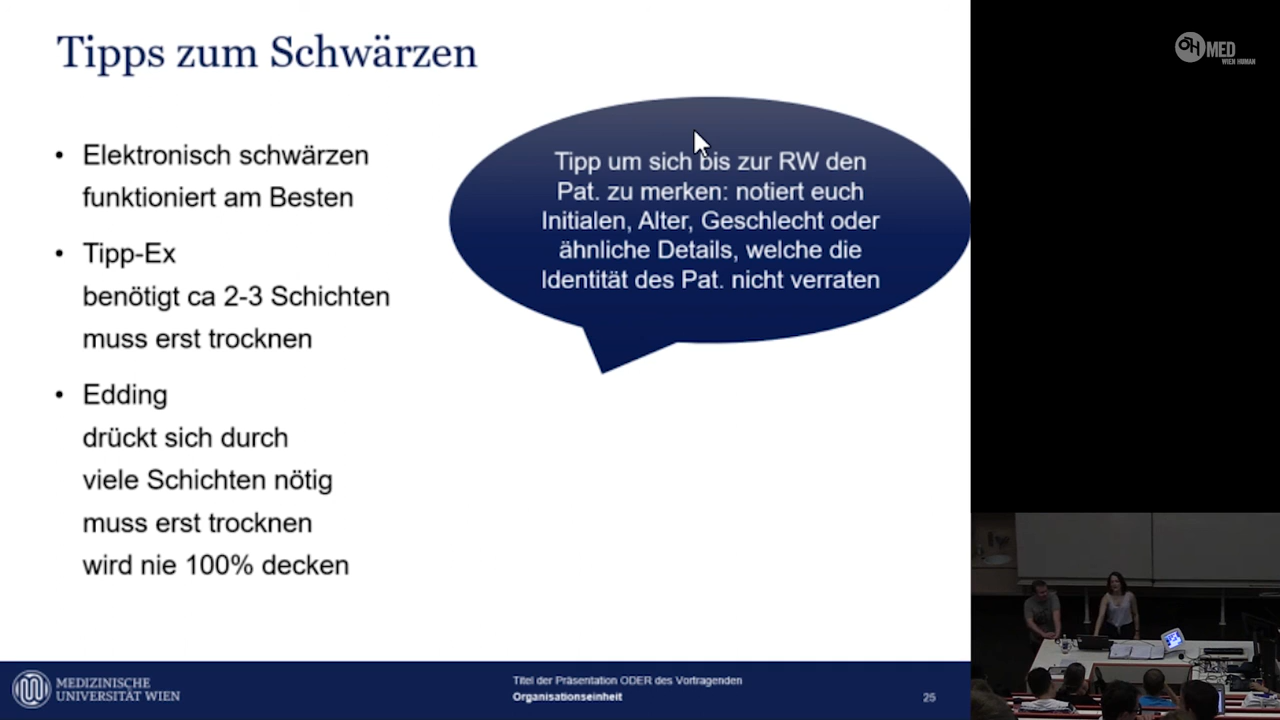 Tipps zum Schwärzen
• Elektronisch schwärzen
funktioniert am Besten
• Tipp-Ex
benötigt ca 2-3 Schichten
muss erst trocknen
• Edding
drückt sich durch
viele Schichten nötig
muss erst trocknen
wird nie 100% decken
Tipp um sich bis zur RW den
Pat. zu merken: notiert euch
Initialen, Alter, Geschlecht oder
ähnliche Details, welche die
Identität des Pat. nicht verraten
ÖH MED
WIEN HUMAN
MEDIZINISCHE
UNIVERSITÄT WIEN
Titel der Präsentation ODER des Vortragenden
Organisationseinheit
25